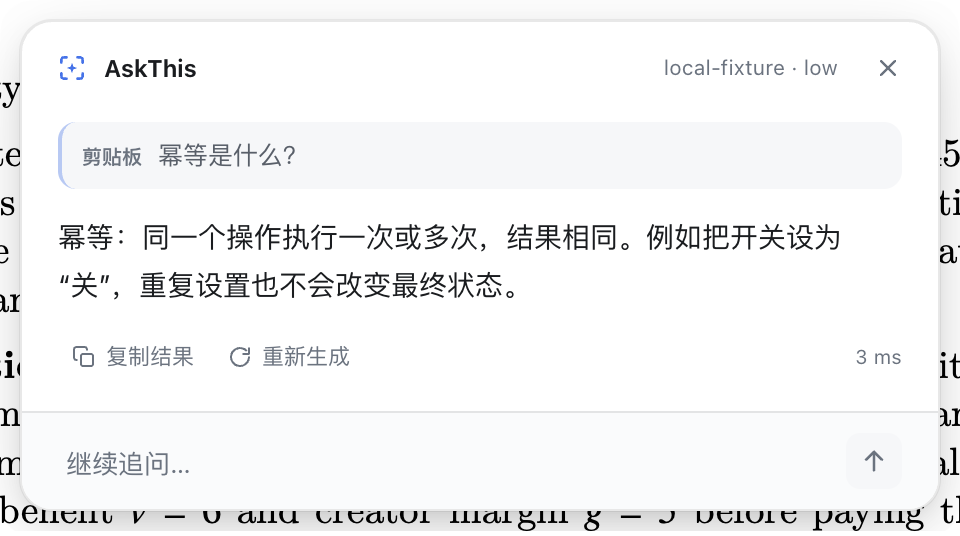 AskThis
local-fixture · low
剪贴板 幂等是什么?
幂等：同一个操作执行一次或多次，结果相同。例如把开关设为
“关”，重复设置也不会改变最终状态。
复制结果 重新生成 3 ms
继续追问...
and creator margin g = 5 before paying